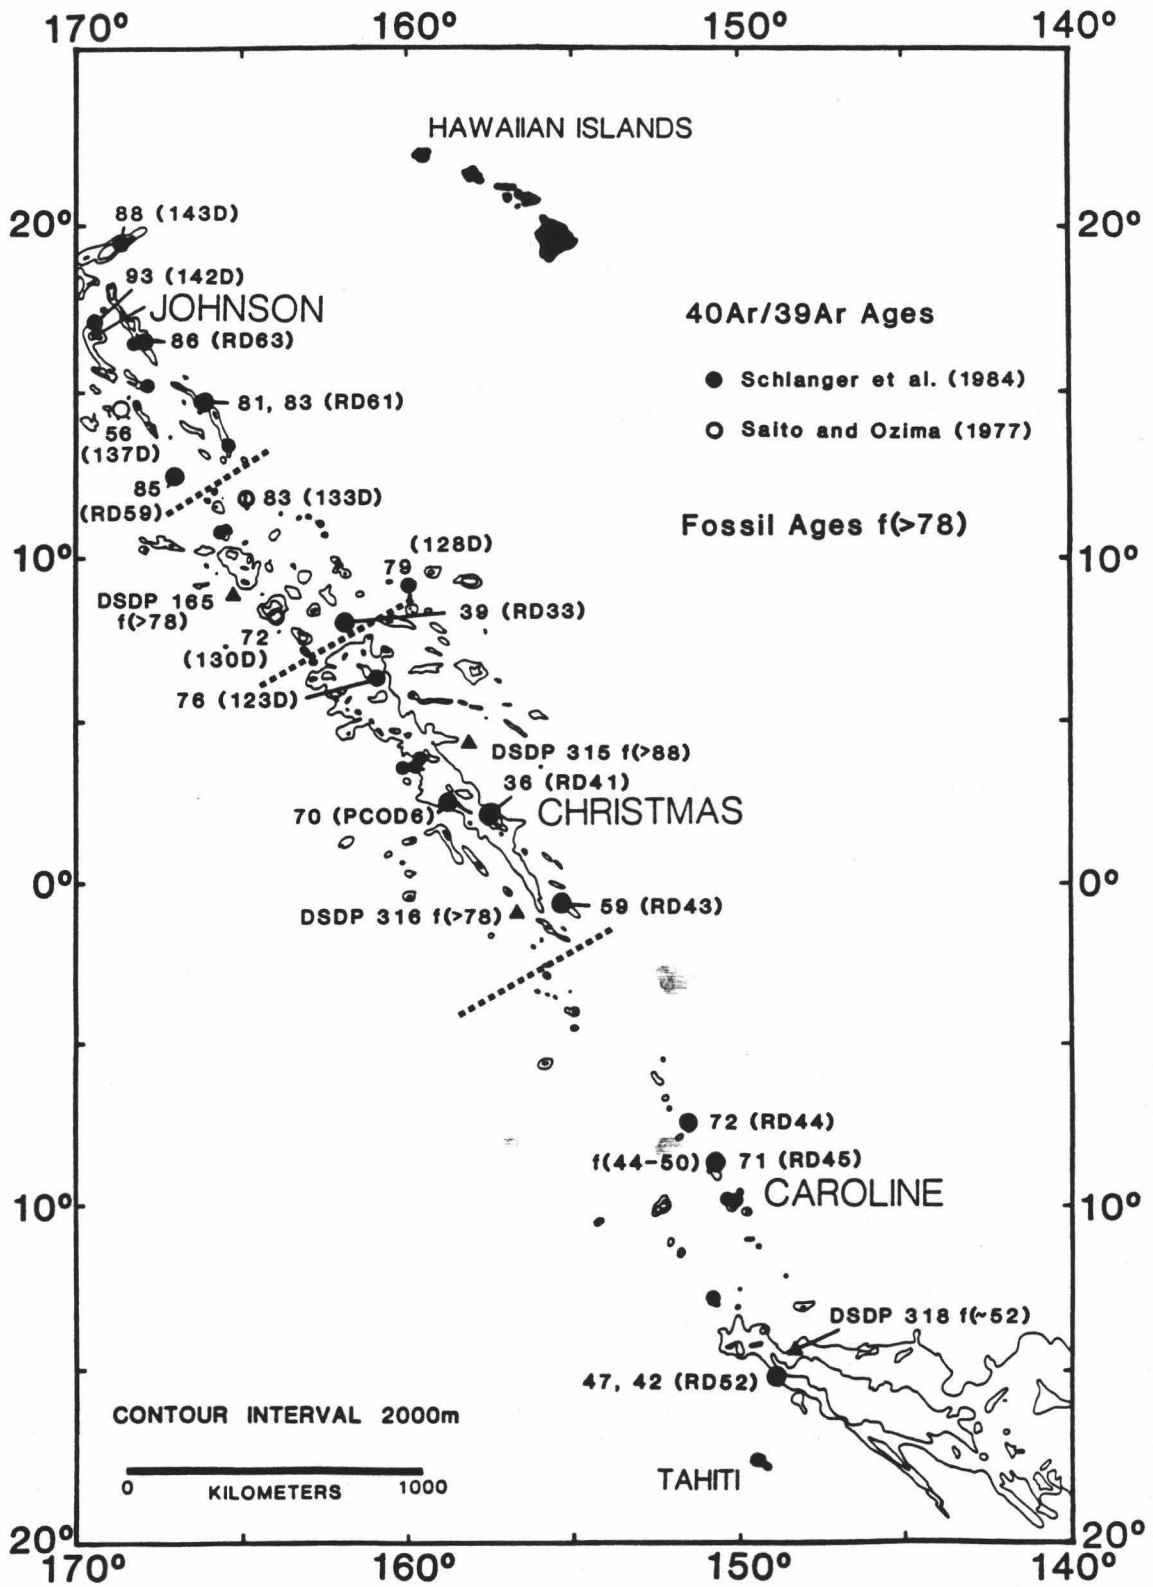 170° 160° 150° 140°
HAWAIIAN ISLANDS
88 (143D)
20° 20°
93 (142D)
JOHNSON
40Ar/39Ar Ages
86 (RD63)
Schlanger et al. (1984)
81, 83 (RD61)
Saito and Ozima (1977)
56
(137D)
85
(RD59)
83 (133D)
Fossil Ages f(>78)
(128D)
10° 10°
79
DSDP 165
f(>78)
39 (RD33)
72
(130D)
76 (123D)
DSDP 315 f(>88)
36 (RD41)
70 (PCOD6)
CHRISTMAS
0° 0°
59 (RD43)
DSDP 316 f(>78)
72 (RD44)
f(44-50)
71 (RD45)
CAROLINE
10° 10°
DSDP 318 f(~52)
47, 42 (RD52)
CONTOUR INTERVAL 2000m
0 1000
KILOMETERS
TAHITI
20° 20°
170° 160° 150° 140°